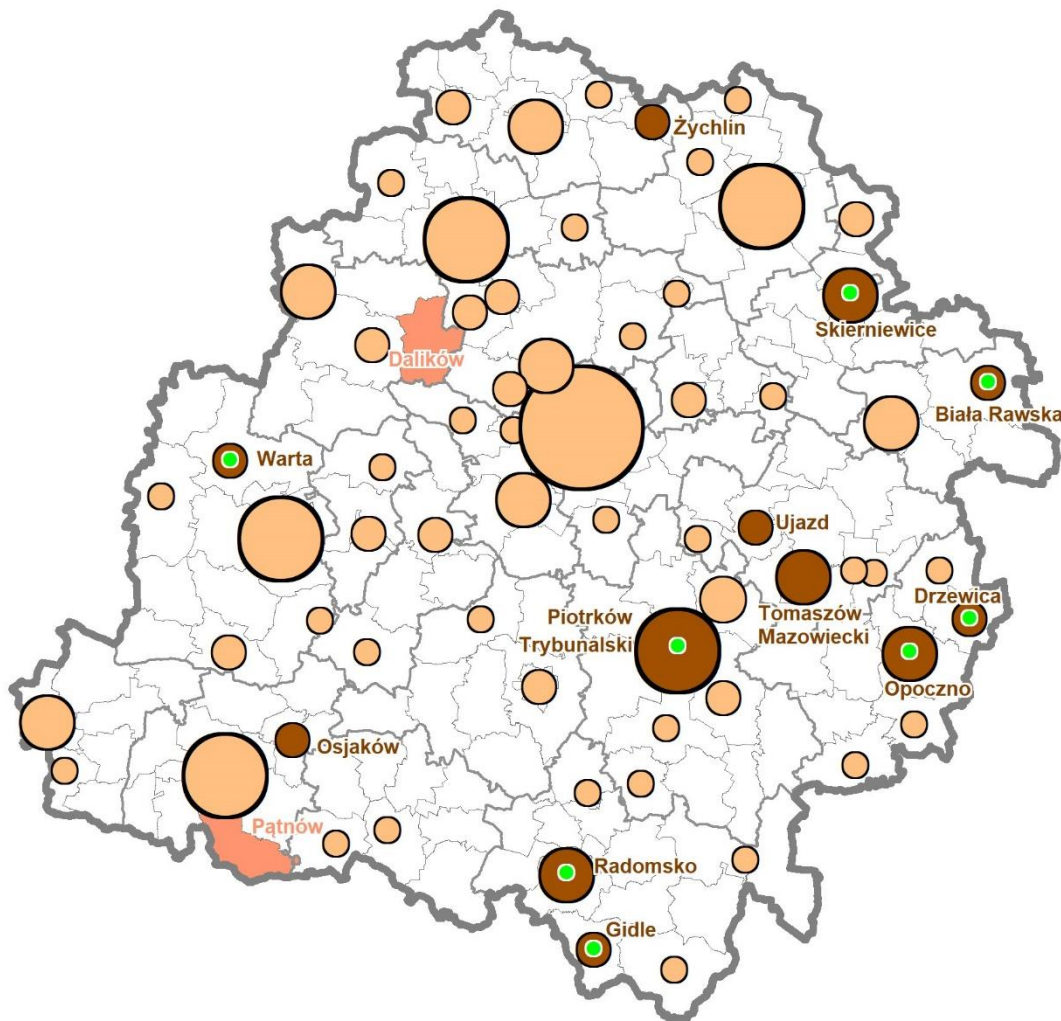 Żychlin
Skierniewice
Dalików
Biała Rawska
Warta
Ujazd
Drzewica
Tomaszów
Mazowiecki
Piotrków
Trybunalski
Opoczno
Osjaków
Pątnów
Radomsko
Gidle